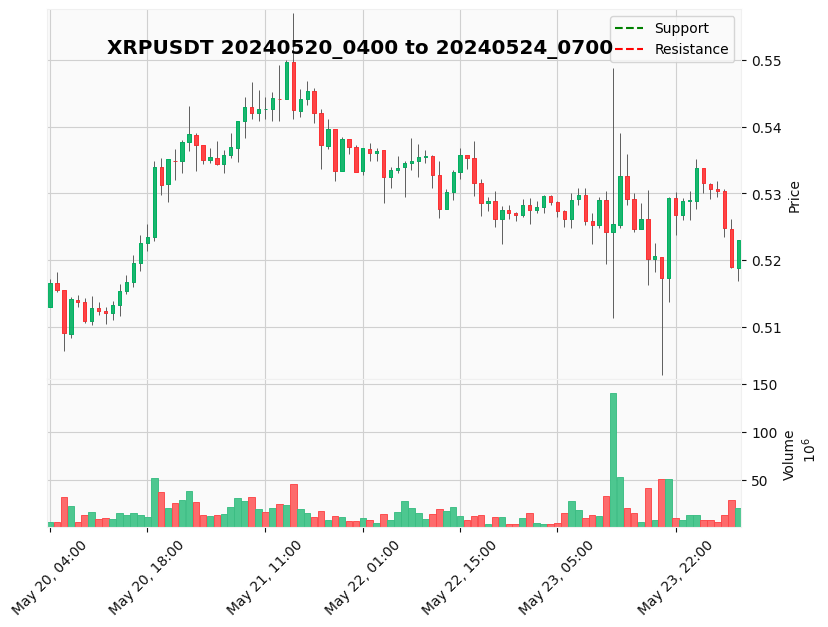 XRPUSDT 20240520_0400 to 20240524_0700
Support
Resistance
0.55
0.54
0.53
0.52
0.51
Price
150
100
50
Volume
10^6
May 20, 04:00
May 20, 18:00
May 21, 11:00
May 22, 01:00
May 22, 15:00
May 23, 05:00
May 23, 22:00